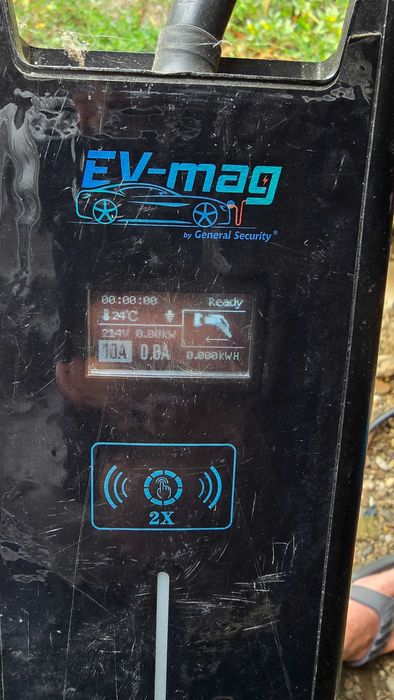 EV-mag
by General Security®
00:00:00 Ready
24°C
214V 0.00kW
10A 0.0A 0.000kWH
2X